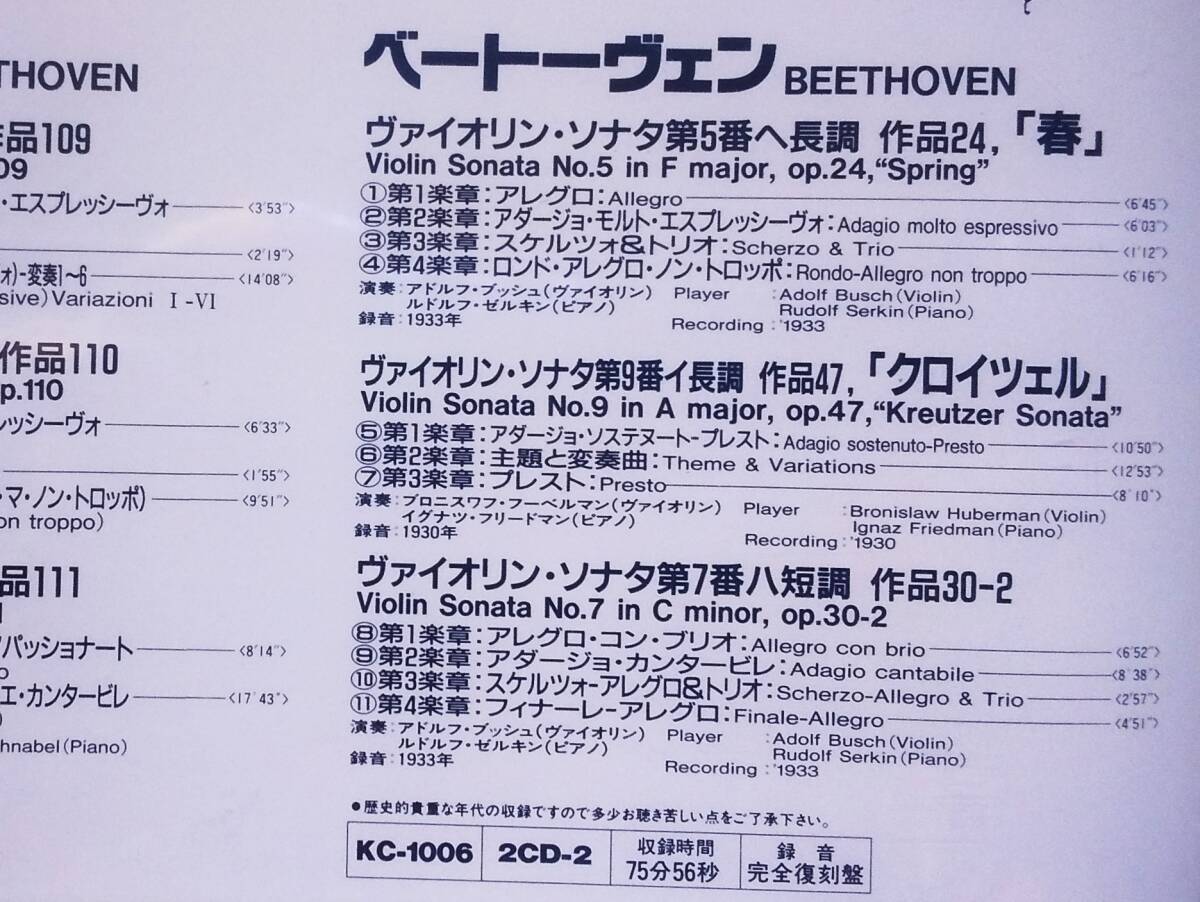 THOVEN
作品109
09
・エスプレッシーヴォ 〈3'53"〉
〈2'19"〉
ォ)-変奏1〜6 〈14'08"〉
sive) Variazioni I-VI
作品110
p.110
レッシーヴォ 〈6'33"〉
〈1'55"〉
・マ・ノン・トロッポ) 〈9'51"〉
on troppo)
品111
パッショナート 〈8'14"〉
エ・カンタービレ 〈17'43"〉
hnabel (Piano)
ベートーヴェン BEETHOVEN
ヴァイオリン・ソナタ第5番ヘ長調 作品24,「春」
Violin Sonata No.5 in F major, op.24,"Spring"
①第1楽章:アレグロ:Allegro 〈6'45"〉
②第2楽章:アダージョ・モルト・エスプレッシーヴォ:Adagio molto espressivo 〈6'03"〉
③第3楽章:スケルツォ&トリオ:Scherzo & Trio 〈1'12"〉
④第4楽章:ロンド・アレグロ・ノン・トロッポ:Rondo-Allegro non troppo 〈6'16"〉
演奏:アドルフ・ブッシュ(ヴァイオリン) Player :Adolf Busch (Violin)
ルドルフ・ゼルキン(ピアノ) Rudolf Serkin (Piano)
録音:1933年 Recording :'1933
ヴァイオリン・ソナタ第9番イ長調 作品47,「クロイツェル」
Violin Sonata No.9 in A major, op.47,"Kreutzer Sonata"
⑤第1楽章:アダージョ・ソステヌート-プレスト:Adagio sostenuto-Presto 〈10'50"〉
⑥第2楽章:主題と変奏曲:Theme & Variations 〈12'53"〉
⑦第3楽章:プレスト:Presto 〈8'10"〉
演奏:ブロニスワフ・フーベルマン(ヴァイオリン) Player :Bronislaw Huberman (Violin)
イグナツ・フリードマン(ピアノ) Ignaz Friedman (Piano)
録音:1930年 Recording :'1930
ヴァイオリン・ソナタ第7番ハ短調 作品30-2
Violin Sonata No.7 in C minor, op.30-2
⑧第1楽章:アレグロ・コン・ブリオ:Allegro con brio 〈6'52"〉
⑨第2楽章:アダージョ・カンタービレ:Adagio cantabile 〈8'38"〉
⑩第3楽章:スケルツォ-アレグロ&トリオ:Scherzo-Allegro & Trio 〈2'57"〉
⑪第4楽章:フィナーレ-アレグロ:Finale-Allegro 〈4'51"〉
演奏:アドルフ・ブッシュ(ヴァイオリン) Player :Adolf Busch (Violin)
ルドルフ・ゼルキン(ピアノ) Rudolf Serkin (Piano)
録音:1933年 Recording :'1933
●歴史的貴重な年代の収録ですので多少お聴き苦しい点をご了承下さい。
KC-1006 2CD-2 収録時間 75分56秒 録音 完全復刻盤